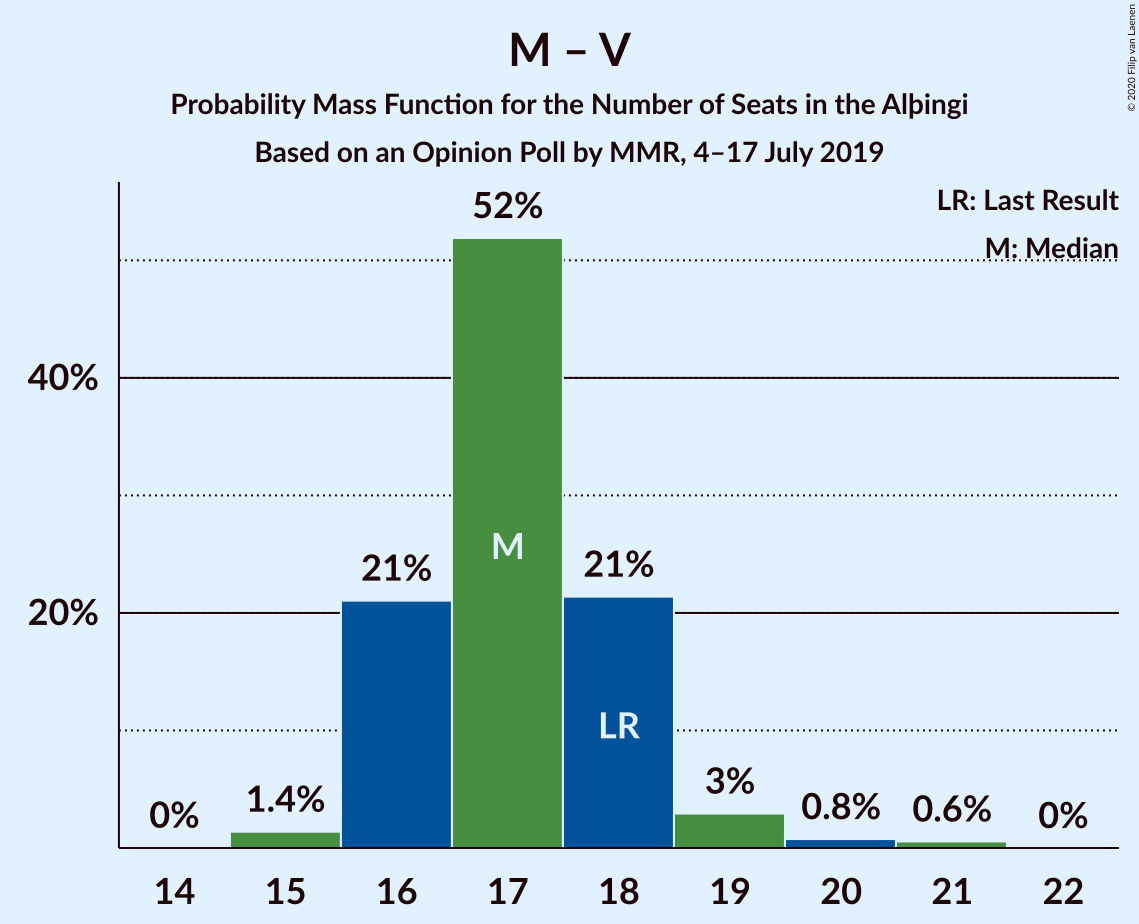 M – V
Probability Mass Function for the Number of Seats in the Alþingi
Based on an Opinion Poll by MMR, 4–17 July 2019
© 2020 Filip van Laenen
LR: Last Result
M: Median
52%
40%
M
21%
21%
20%
LR
0%
1.4%
3%
0.8%
0.6%
0%
14 15 16 17 18 19 20 21 22